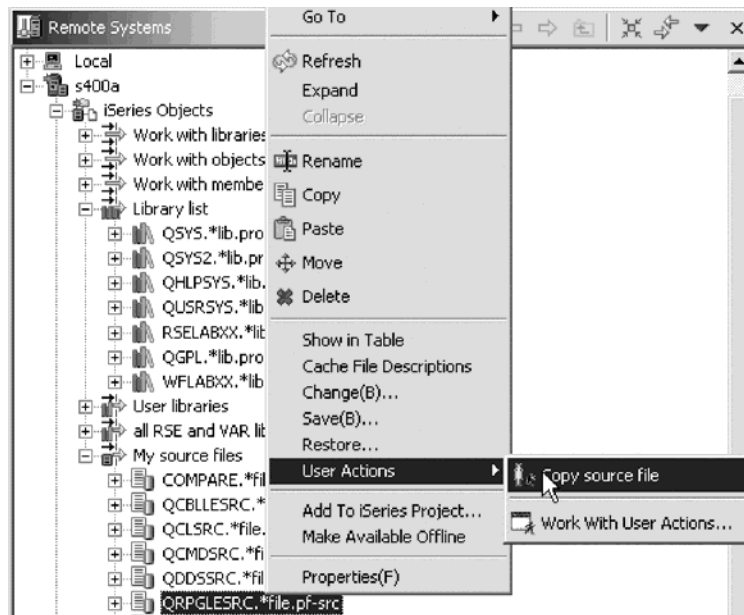 Remote Systems
Local
s400a
iSeries Objects
Work with libraries
Work with objects
Work with membe
Library list
QSYS.*lib.pro
QSYS2.*lib.pr
QHLPSYS.*lib.
QUSRSYS.*lib
RSELABXX.*lib
QGPL.*lib.pro
WFLABXX.*lib
User libraries
all RSE and VAR lib
My source files
COMPARE.*file
QCBLLESRC.*
QCLSRC.*file.
QCMDSRC.*fi
QDDSSRC.*fil
QRPGLESRC.*file.pf-src
Go To
Refresh
Expand
Collapse
Rename
Copy
Paste
Move
Delete
Show in Table
Cache File Descriptions
Change(B)...
Save(B)...
Restore...
User Actions
Add To iSeries Project...
Make Available Offline
Properties(F)
Copy source file
Work With User Actions...